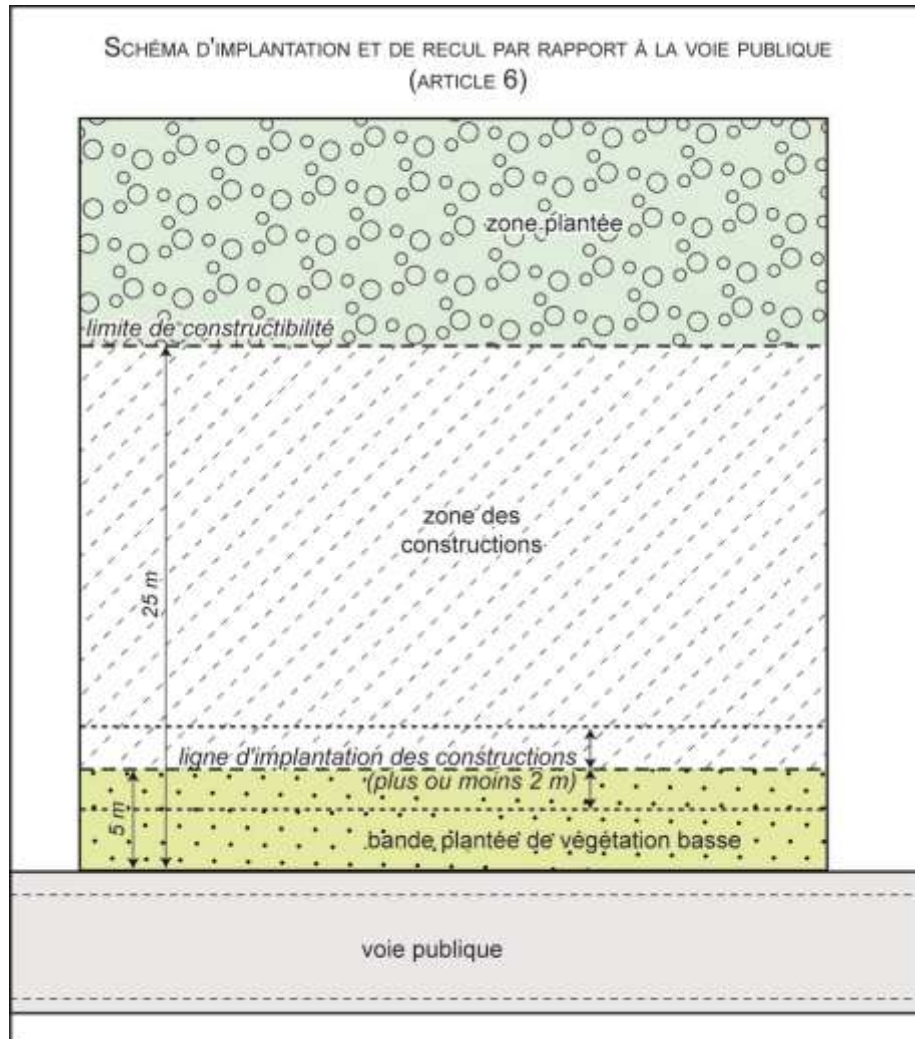 SCHÉMA D'IMPLANTATION ET DE RECUL PAR RAPPORT À LA VOIE PUBLIQUE
(ARTICLE 6)
zone plantée
limite de constructibilité
zone des
constructions
25 m
ligne d'implantation des constructions
(plus ou moins 2 m)
5 m
bande plantée de végétation basse
voie publique